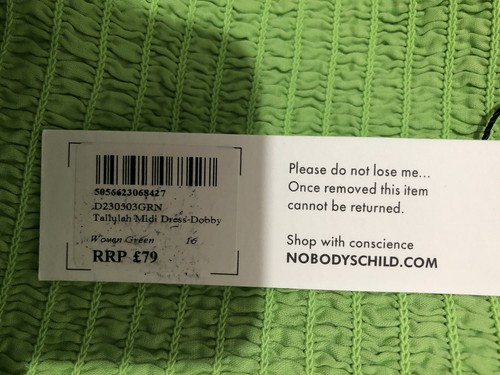 5056623068427
D230503GRN
Tallulah Midi Dress-Dobby
Woven Green 16
RRP £79
Please do not lose me...
Once removed this item
cannot be returned.
Shop with conscience
NOBODYSCHILD.COM